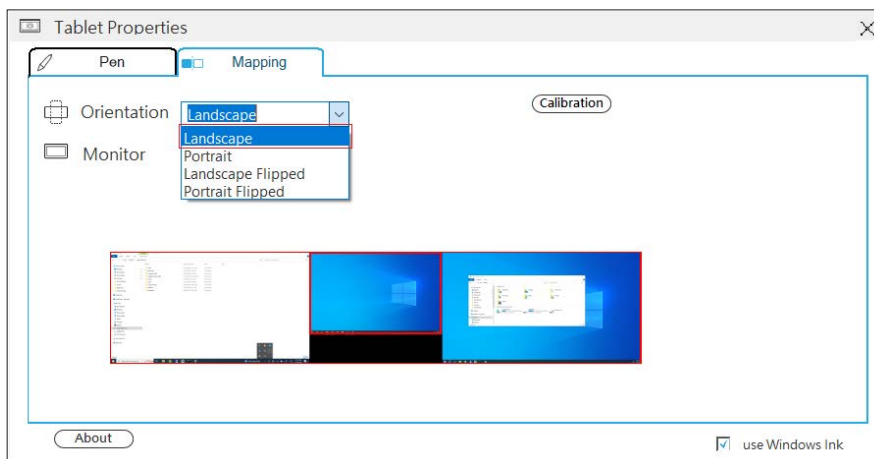 Tablet Properties
Pen
Mapping
Orientation
Landscape
Calibration
Landscape
Portrait
Landscape Flipped
Portrait Flipped
Monitor
About
use Windows Ink